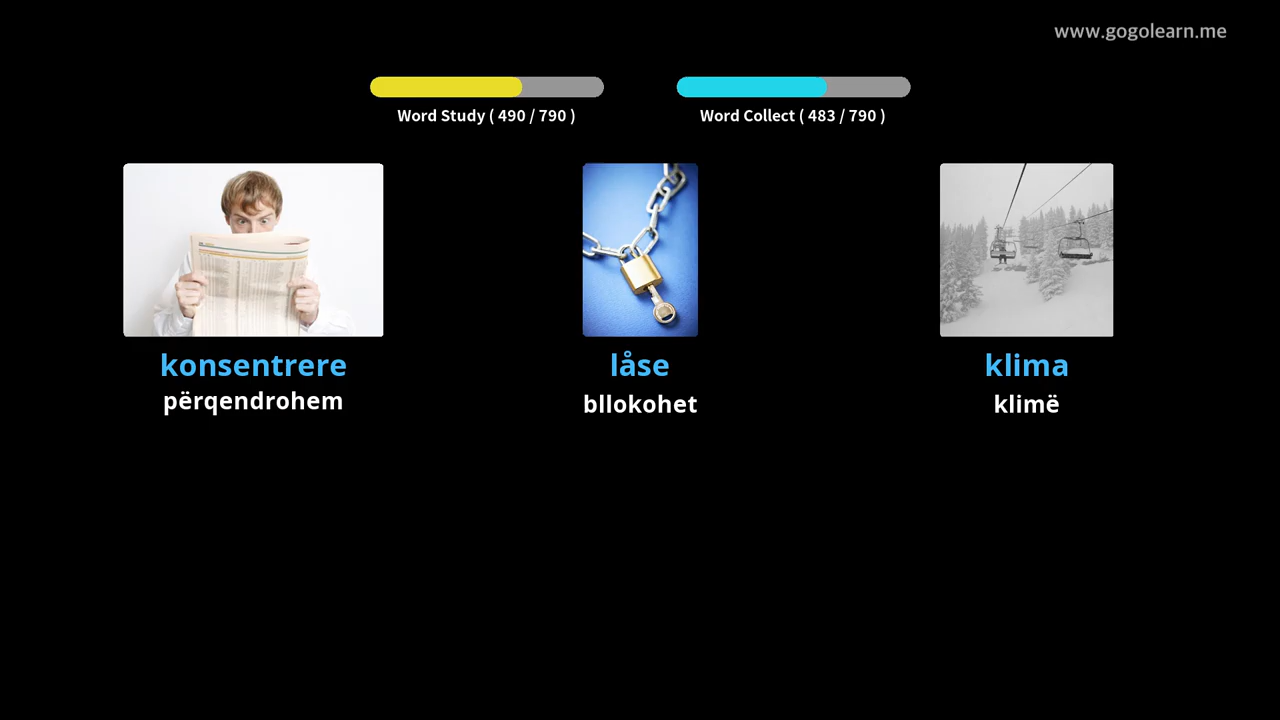 www.gogolearn.me
Word Study ( 490 / 790 )
Word Collect ( 483 / 790 )
konsentrere
përqendrohem
låse
bllokohet
klima
klimë